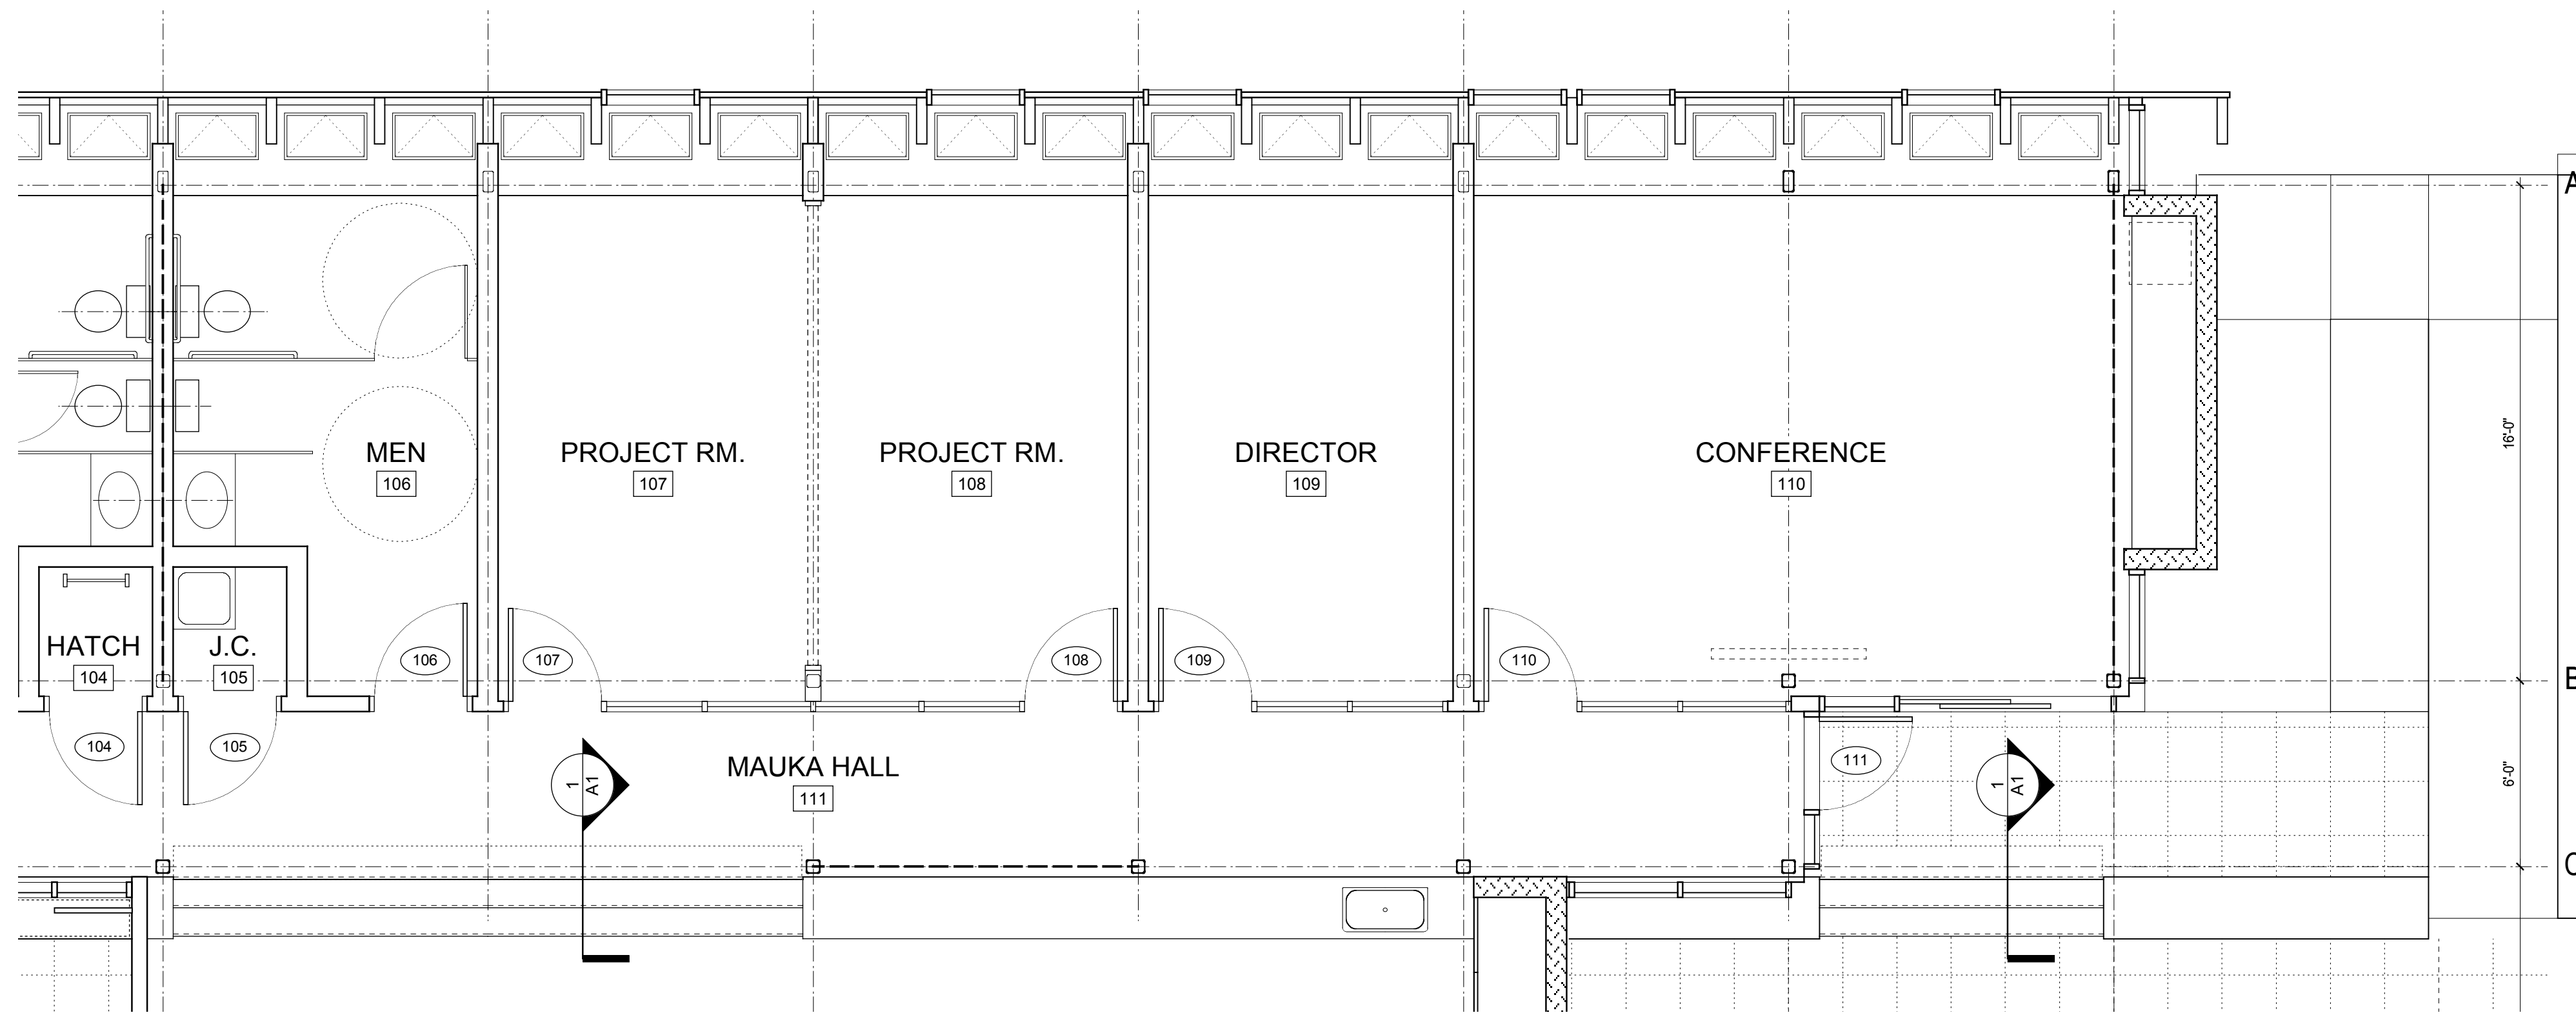 A
16'-0"
MEN
106
PROJECT RM.
107
PROJECT RM.
108
DIRECTOR
109
CONFERENCE
110
HATCH
104
J.C.
105
106
107
108
109
110
B
104
105
MAUKA HALL
111
111
1
A1
1
A1
6'-0"
C